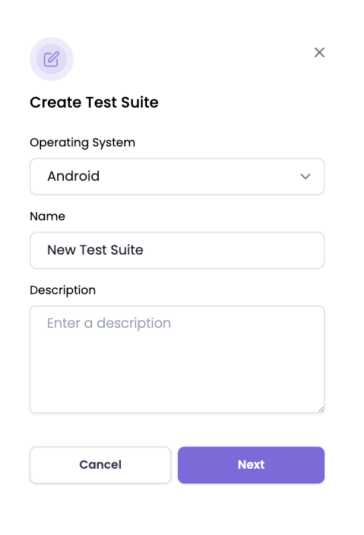 Create Test Suite
Operating System
Android
Name
New Test Suite
Description
Enter a description
Cancel
Next